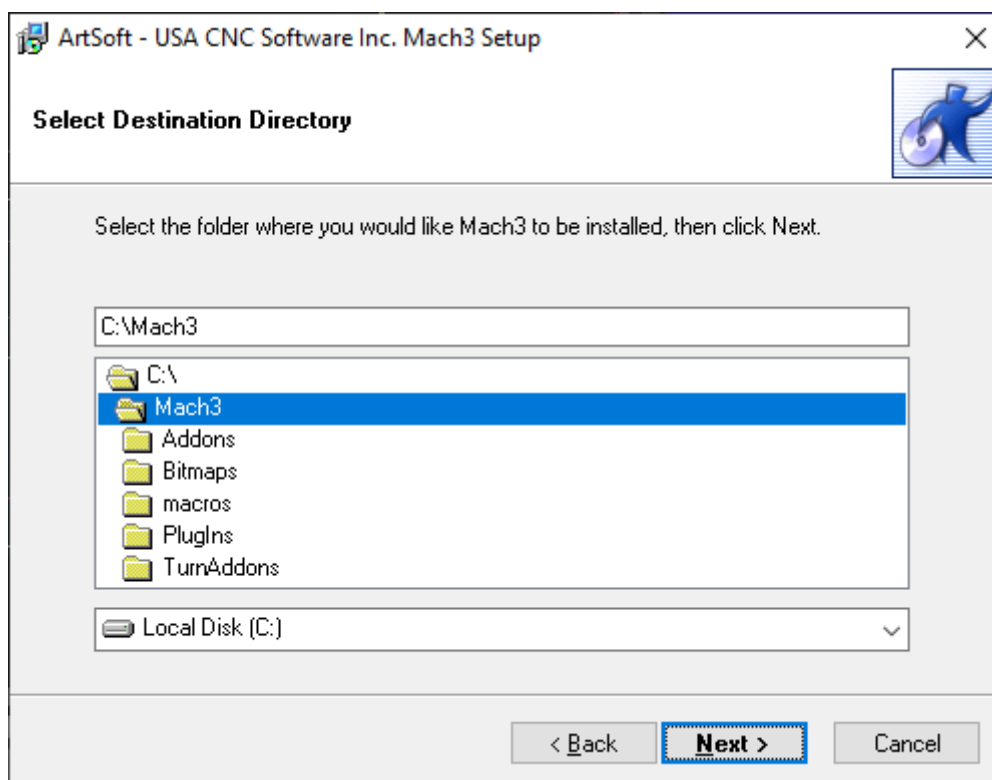 ArtSoft - USA CNC Software Inc. Mach3 Setup
Select Destination Directory
Select the folder where you would like Mach3 to be installed, then click Next.
C:\Mach3
C:\
Mach3
Addons
Bitmaps
macros
PlugIns
TurnAddons
Local Disk (C:)
< Back Next > Cancel